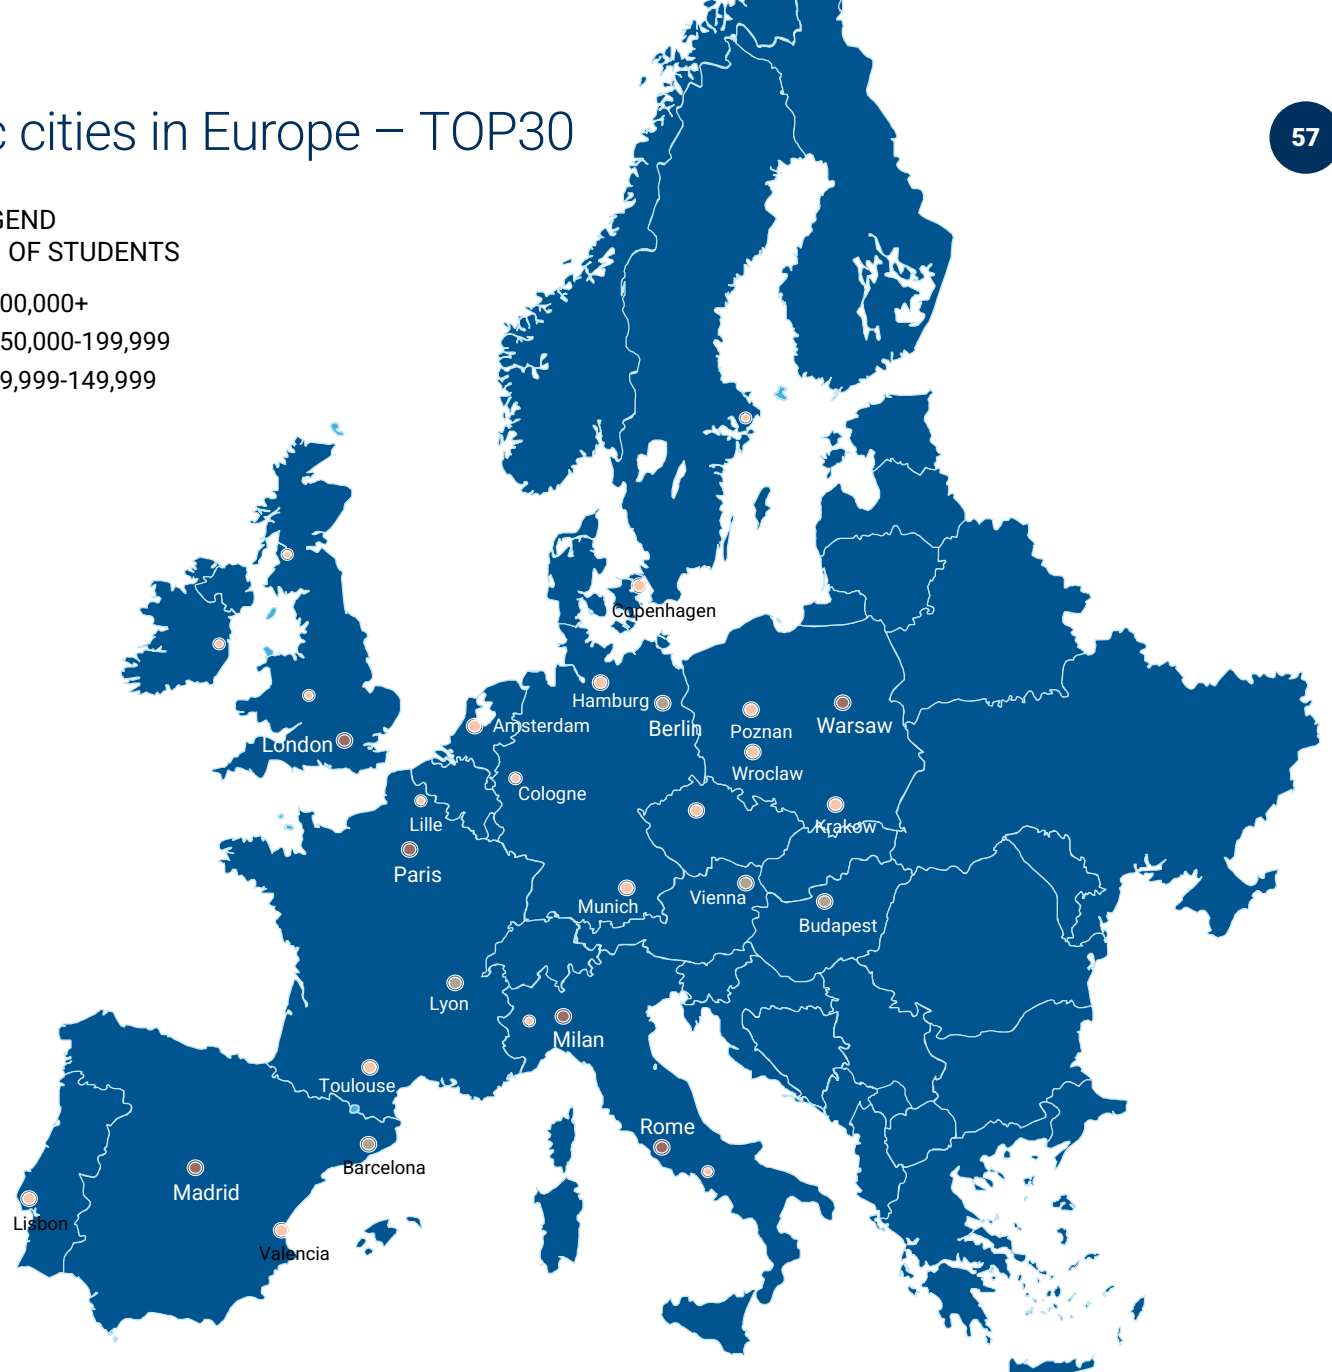 c cities in Europe – TOP30
57
GEND
OF STUDENTS
00,000+
50,000-199,999
9,999-149,999
Copenhagen
Hamburg
Amsterdam
Berlin
Poznan
Warsaw
London
Wroclaw
Cologne
Lille
Krakow
Paris
Munich
Vienna
Budapest
Lyon
Milan
Toulouse
Rome
Barcelona
Madrid
Lisbon
Valencia